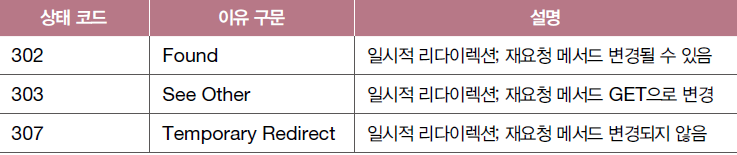 상태 코드 이유 구문 설명
302 Found 일시적 리다이렉션; 재요청 메서드 변경될 수 있음
303 See Other 일시적 리다이렉션; 재요청 메서드 GET으로 변경
307 Temporary Redirect 일시적 리다이렉션; 재요청 메서드 변경되지 않음